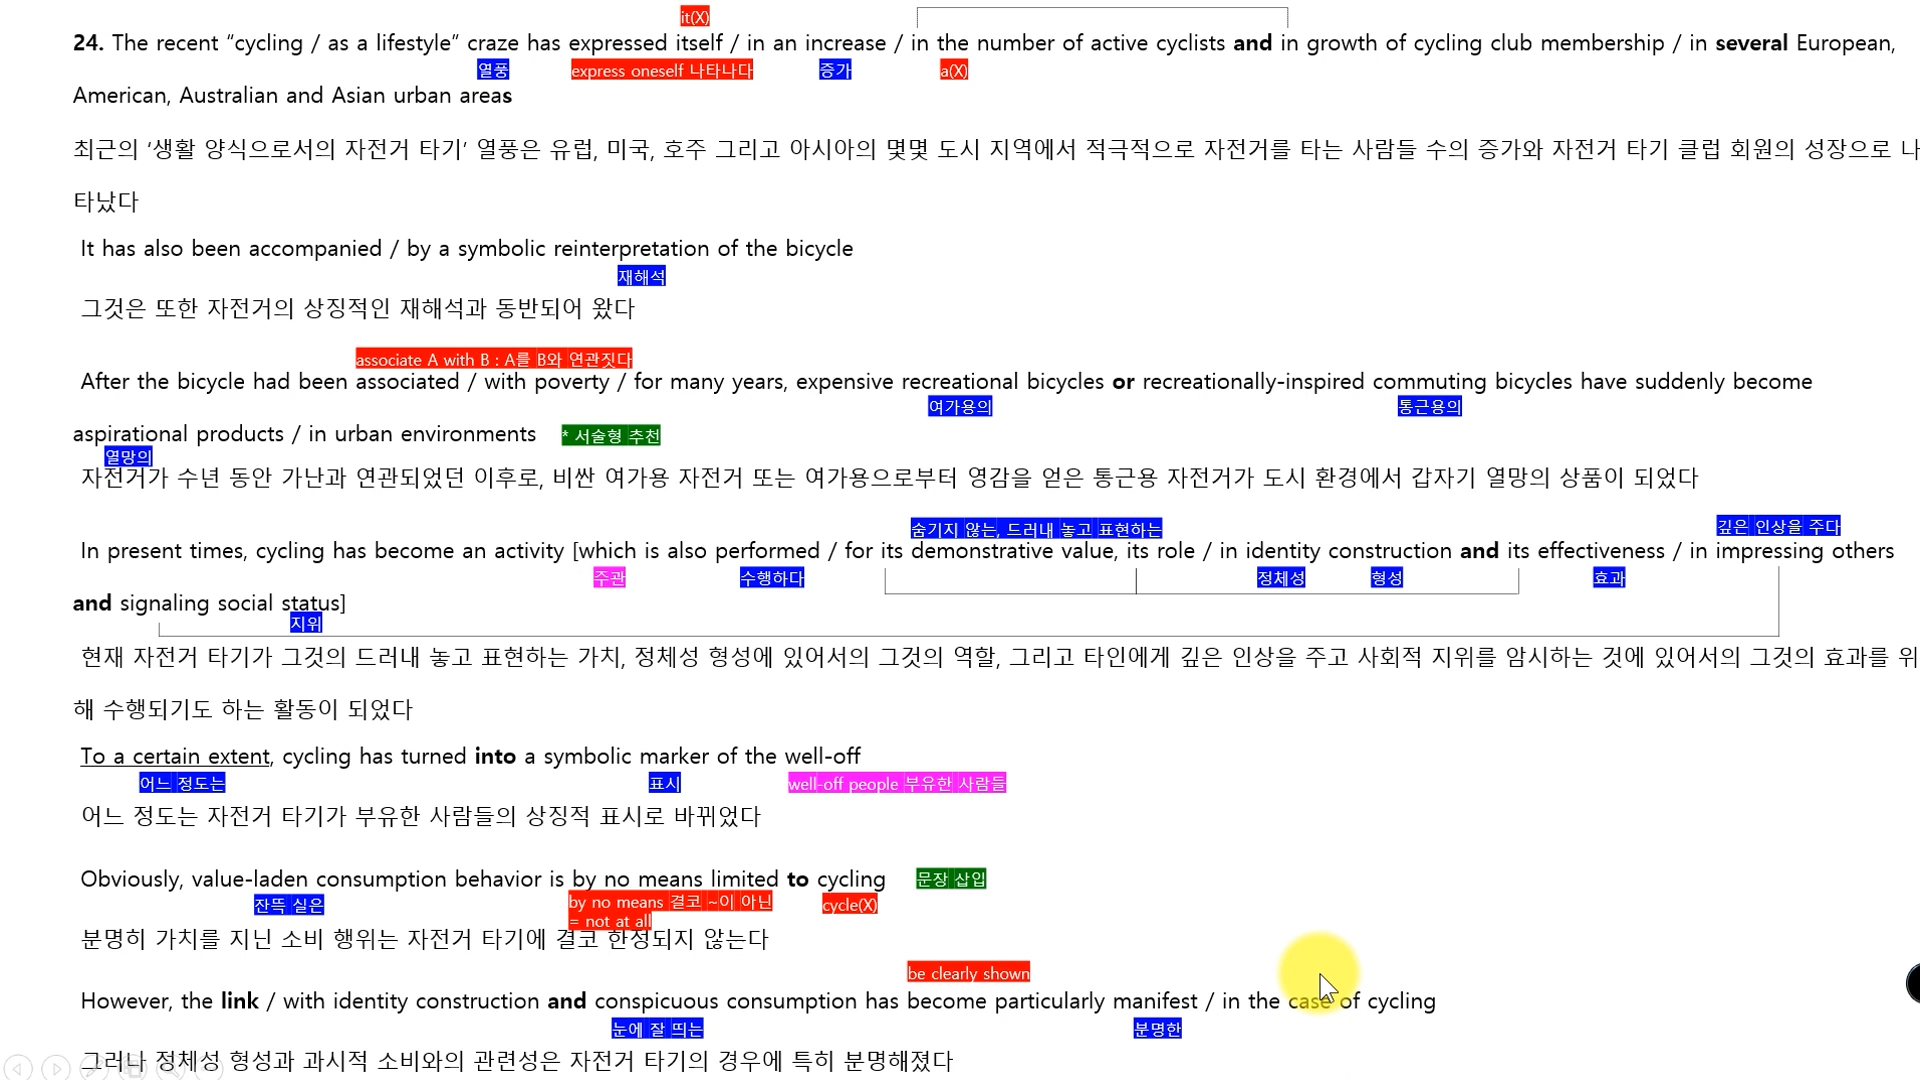 it(X)
24. The recent “cycling / as a lifestyle” craze has expressed itself / in an increase / in the number of active cyclists and in growth of cycling club membership / in several European,
열풍 express oneself 나타나다 증가 a(X)
American, Australian and Asian urban areas
최근의 ‘생활 양식으로서의 자전거 타기’ 열풍은 유럽, 미국, 호주 그리고 아시아의 몇몇 도시 지역에서 적극적으로 자전거를 타는 사람들 수의 증가와 자전거 타기 클럽 회원의 성장으로 나
타났다
It has also been accompanied / by a symbolic reinterpretation of the bicycle
재해석
그것은 또한 자전거의 상징적인 재해석과 동반되어 왔다
associate A with B : A를 B와 연관짓다
After the bicycle had been associated / with poverty / for many years, expensive recreational bicycles or recreationally-inspired commuting bicycles have suddenly become
여가용의 통근용의
aspirational products / in urban environments * 서술형 추천
열망의
자전거가 수년 동안 가난과 연관되었던 이후로, 비싼 여가용 자전거 또는 여가용으로부터 영감을 얻은 통근용 자전거가 도시 환경에서 갑자기 열망의 상품이 되었다
숨기지 않는, 드러내 놓고 표현하는 깊은 인상을 주다
In present times, cycling has become an activity [which is also performed / for its demonstrative value, its role / in identity construction and its effectiveness / in impressing others
주관 수행하다 정체성 형성 효과
and signaling social status]
지위
현재 자전거 타기가 그것의 드러내 놓고 표현하는 가치, 정체성 형성에 있어서의 그것의 역할, 그리고 타인에게 깊은 인상을 주고 사회적 지위를 암시하는 것에 있어서의 그것의 효과를 위
해 수행되기도 하는 활동이 되었다
To a certain extent, cycling has turned into a symbolic marker of the well-off
어느 정도는 표시 well-off people 부유한 사람들
어느 정도는 자전거 타기가 부유한 사람들의 상징적 표시로 바뀌었다
Obviously, value-laden consumption behavior is by no means limited to cycling 문장 삽입
잔뜩 실은 by no means 결코 ~이 아닌 cycle(X)
= not at all
분명히 가치를 지닌 소비 행위는 자전거 타기에 결코 한정되지 않는다
be clearly shown
However, the link / with identity construction and conspicuous consumption has become particularly manifest / in the case of cycling
눈에 잘 띄는 분명한
그러나 정체성 형성과 과시적 소비와의 관련성은 자전거 타기의 경우에 특히 분명해졌다